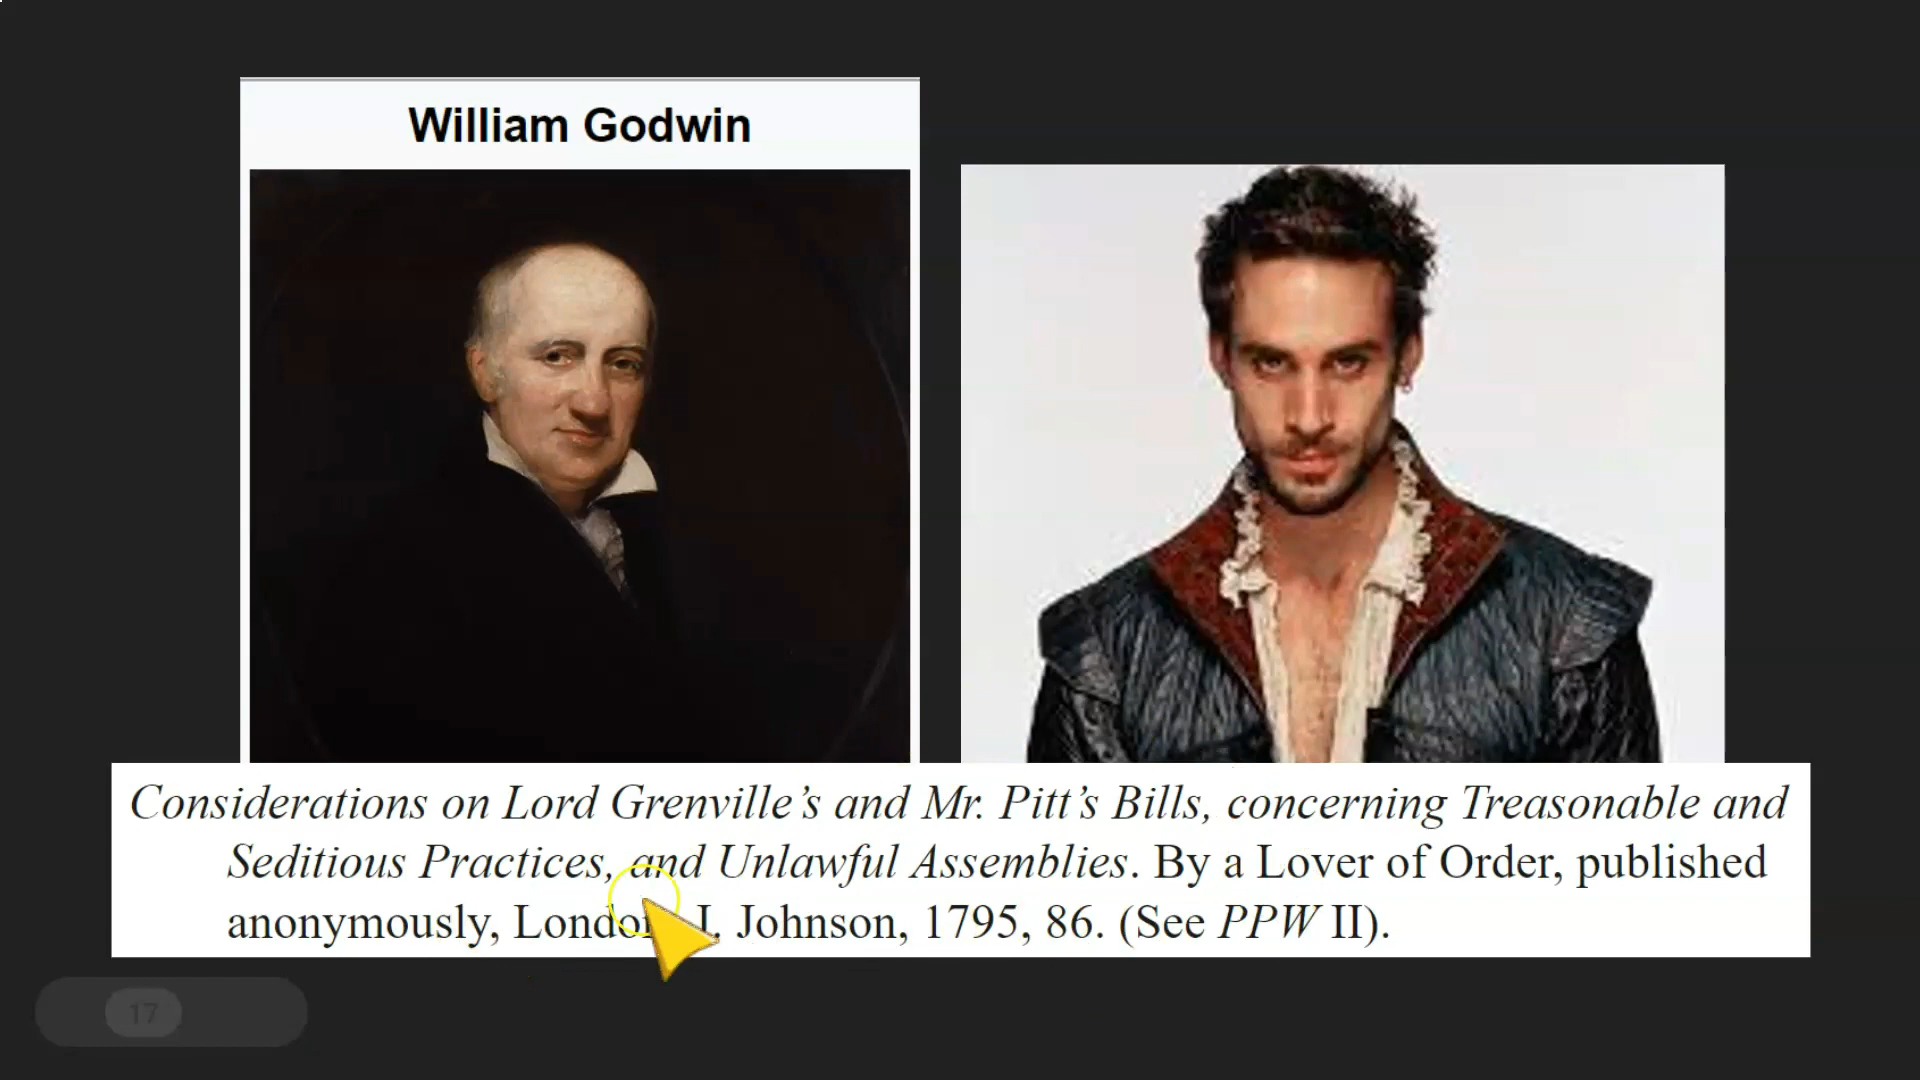 William Godwin
Considerations on Lord Grenville’s and Mr. Pitt’s Bills, concerning Treasonable and
Seditious Practices, and Unlawful Assemblies. By a Lover of Order, published
anonymously, London, J. Johnson, 1795, 86. (See PPW II).
17